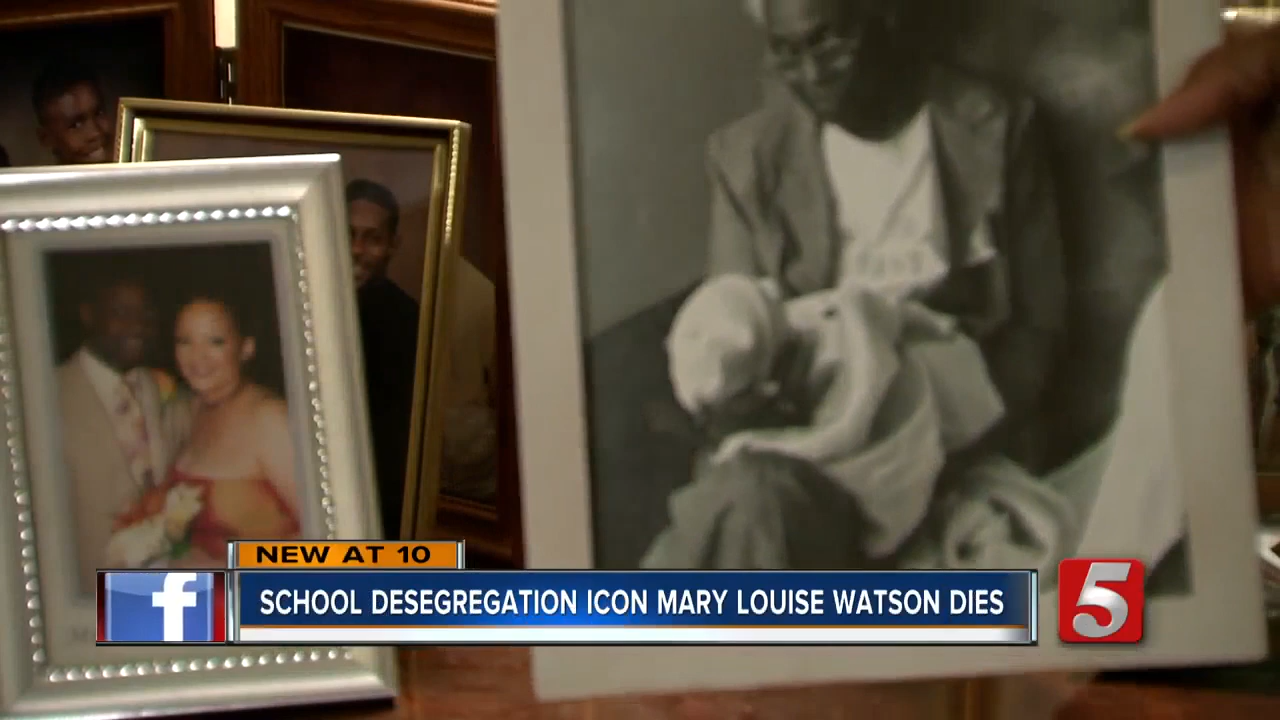 NEW AT 10
f
SCHOOL DESEGREGATION ICON MARY LOUISE WATSON DIES
5